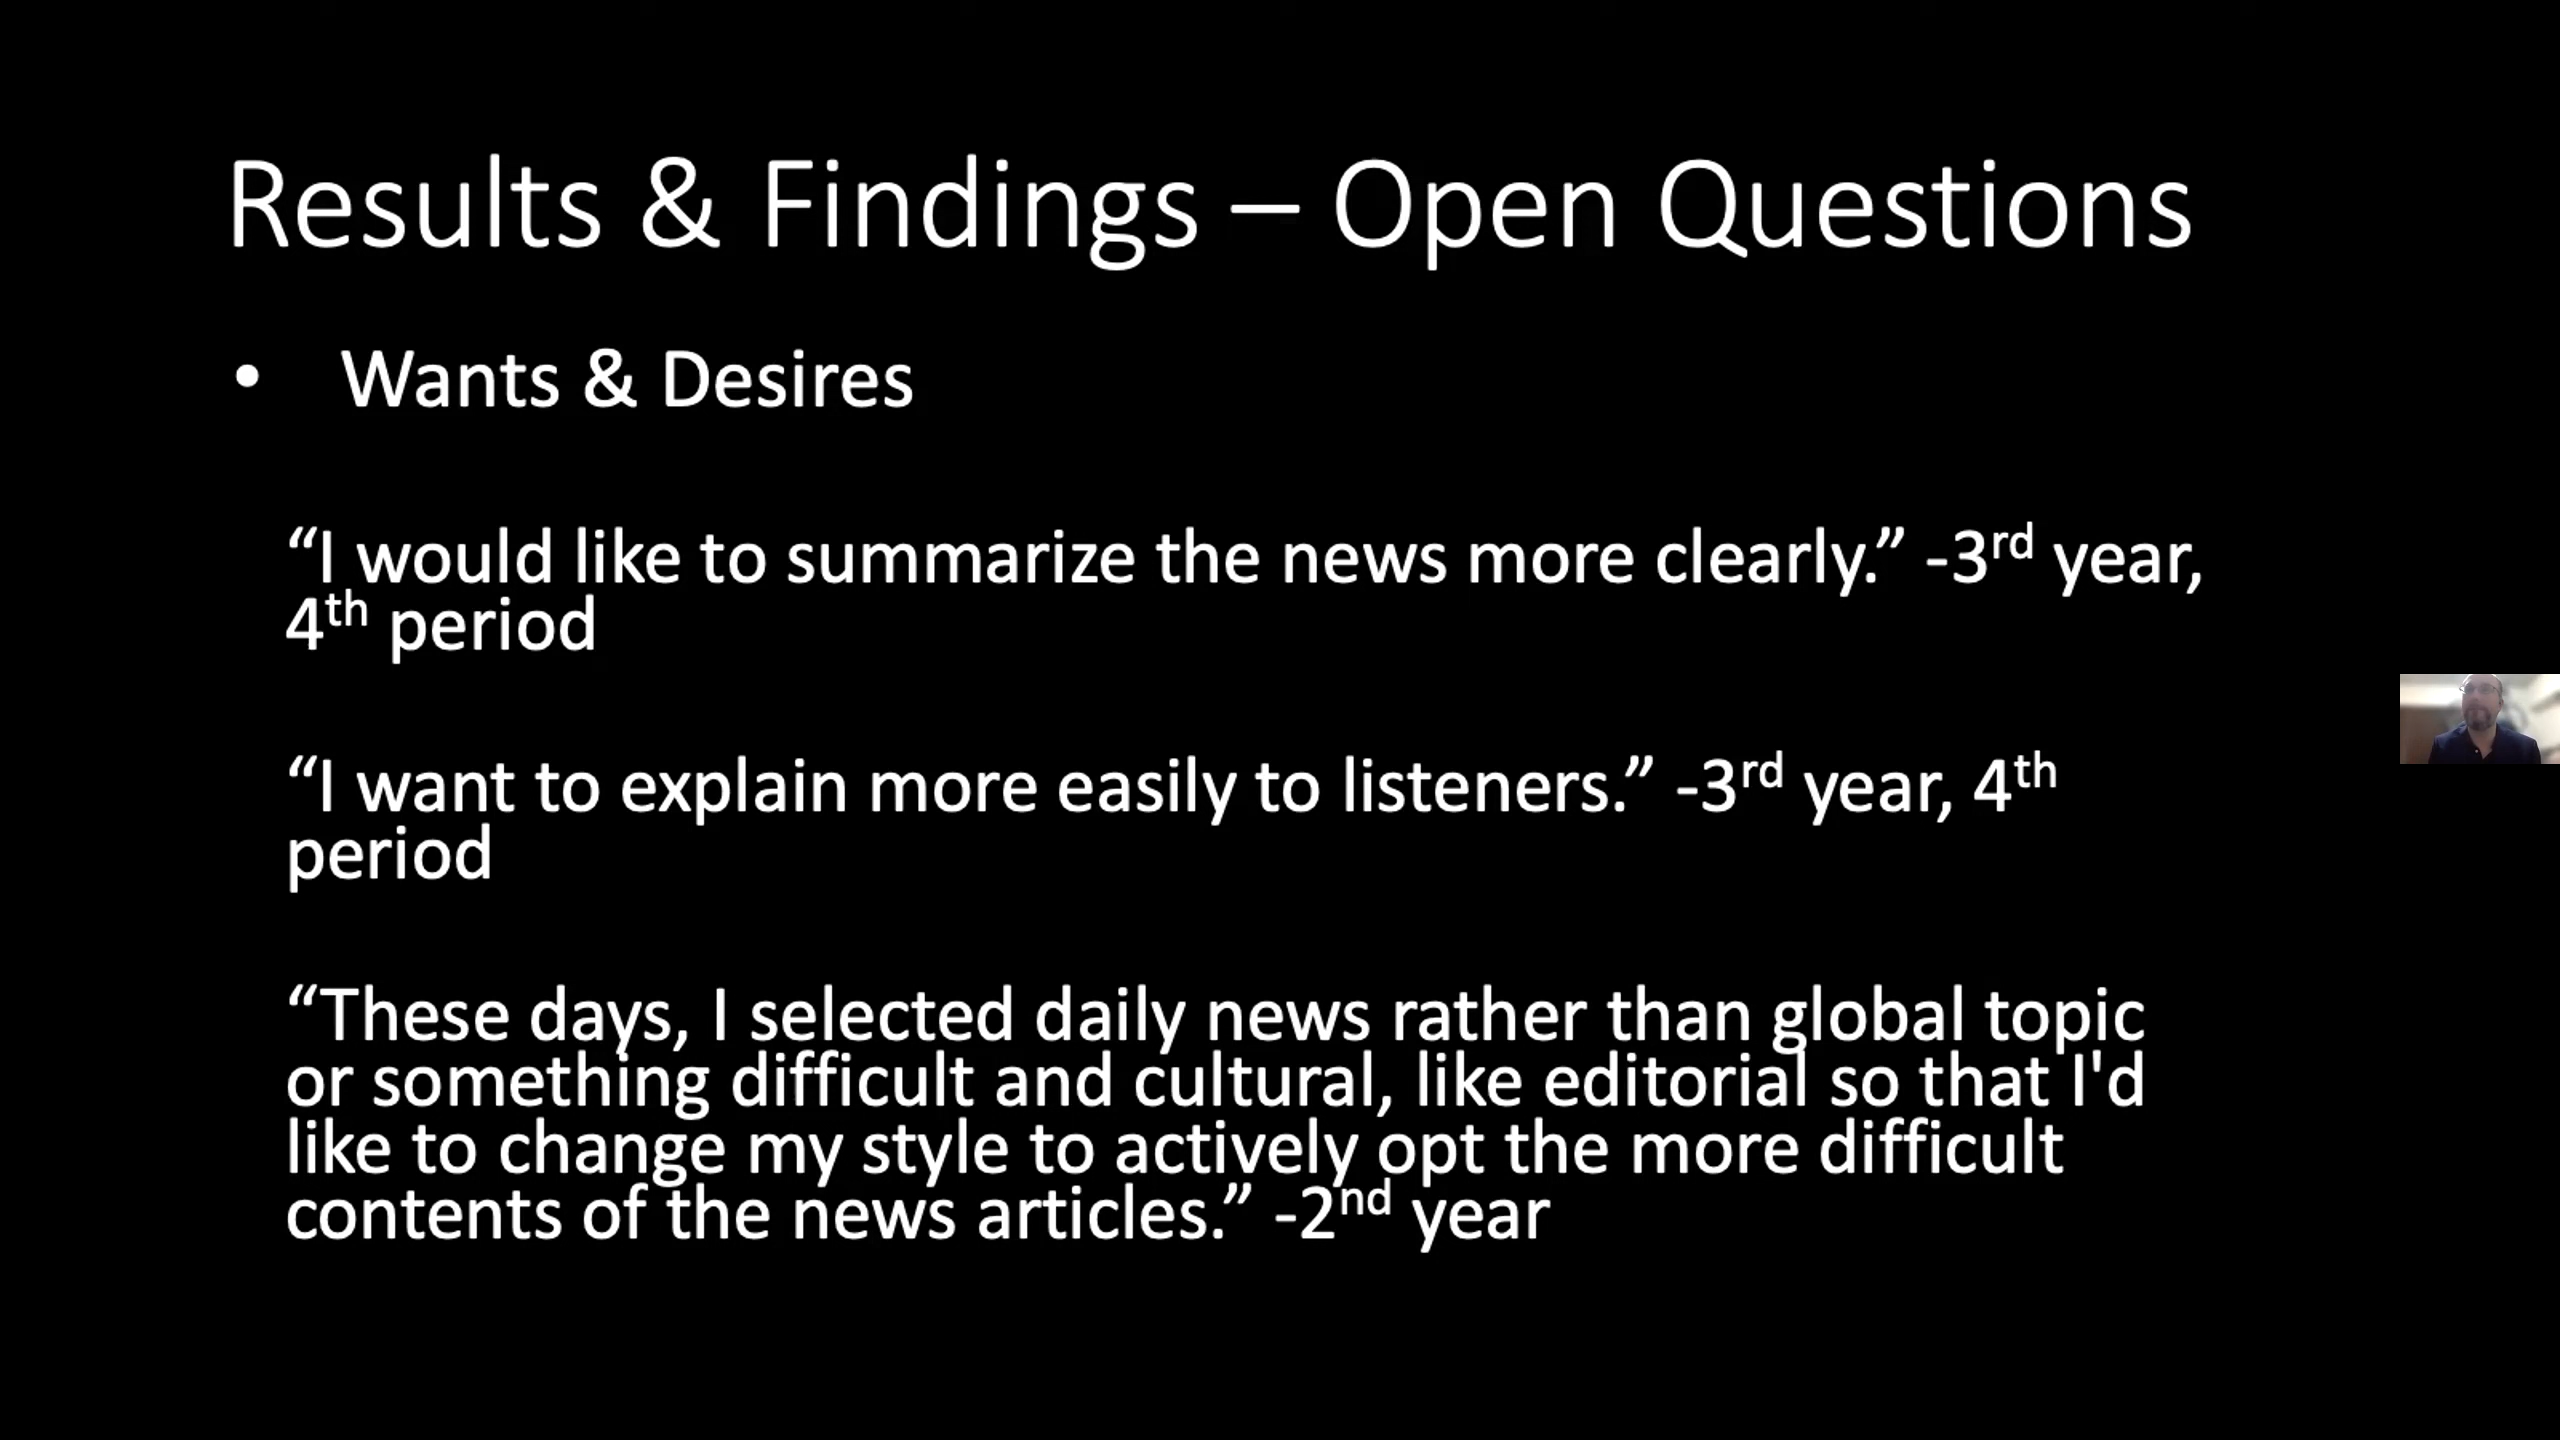 Results & Findings – Open Questions
• Wants & Desires
“I would like to summarize the news more clearly.” -3rd year,
4th period
“I want to explain more easily to listeners.” -3rd year, 4th
period
“These days, I selected daily news rather than global topic
or something difficult and cultural, like editorial so that I'd
like to change my style to actively opt the more difficult
contents of the news articles.” -2nd year